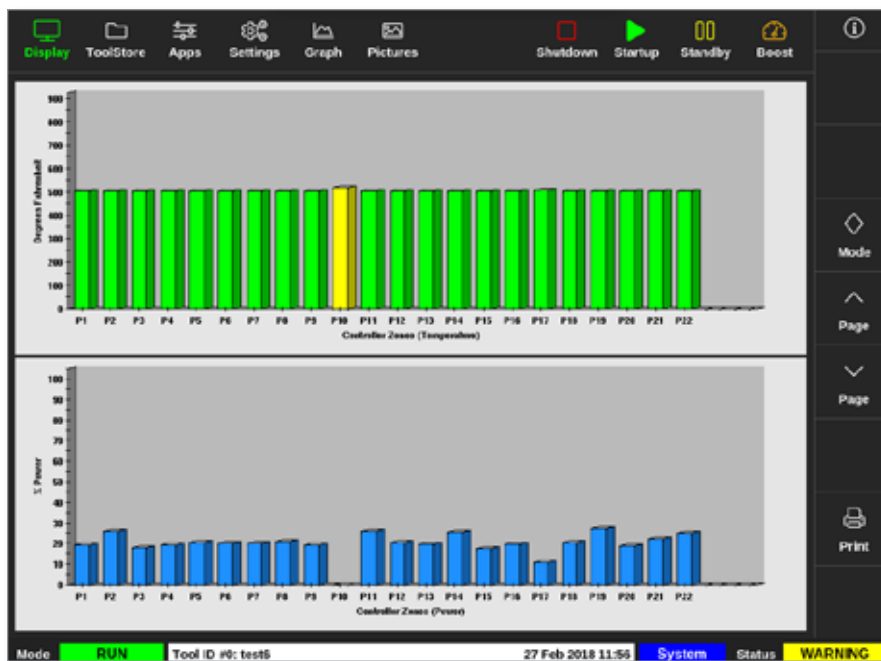 Display ToolStore Apps Settings Graph Pictures Shutdown Startup Standby Boost
900
800
700
600
500
400
300
200
100
0
Degrees Fahrenheit
P1 P2 P3 P4 P5 P6 P7 P8 P9 P10 P11 P12 P13 P14 P15 P16 P17 P18 P19 P20 P21 P22
Controller Zones (Temperature)
Mode
Page
Page
100
90
80
70
60
50
40
30
20
10
0
% Power
P1 P2 P3 P4 P5 P6 P7 P8 P9 P10 P11 P12 P13 P14 P15 P16 P17 P18 P19 P20 P21 P22
Controller Zones (Power)
Print
Mode RUN Tool ID #0: test6 27 Feb 2018 11:56 System Status WARNING